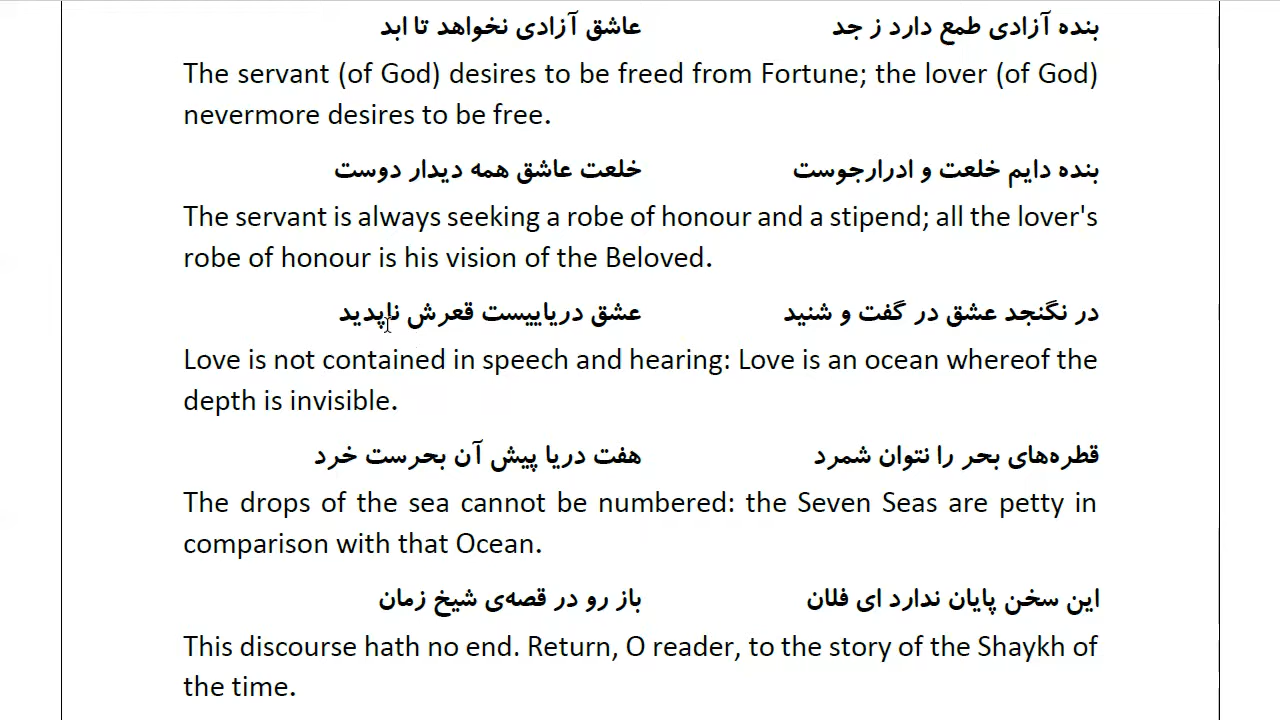 بنده آزادی طمع دارد ز جد عاشق آزادی نخواهد تا ابد
The servant (of God) desires to be freed from Fortune; the lover (of God)
nevermore desires to be free.
بنده دایم خلعت و ادرارجوست خلعت عاشق همه دیدار دوست
The servant is always seeking a robe of honour and a stipend; all the lover's
robe of honour is his vision of the Beloved.
در نگنجد عشق در گفت و شنید عشق دریاییست قعرش ناپدید
Love is not contained in speech and hearing: Love is an ocean whereof the
depth is invisible.
قطره‌های بحر را نتوان شمرد هفت دریا پیش آن بحرست خرد
The drops of the sea cannot be numbered: the Seven Seas are petty in
comparison with that Ocean.
این سخن پایان ندارد ای فلان باز رو در قصه‌ی شیخ زمان
This discourse hath no end. Return, O reader, to the story of the Shaykh of
the time.